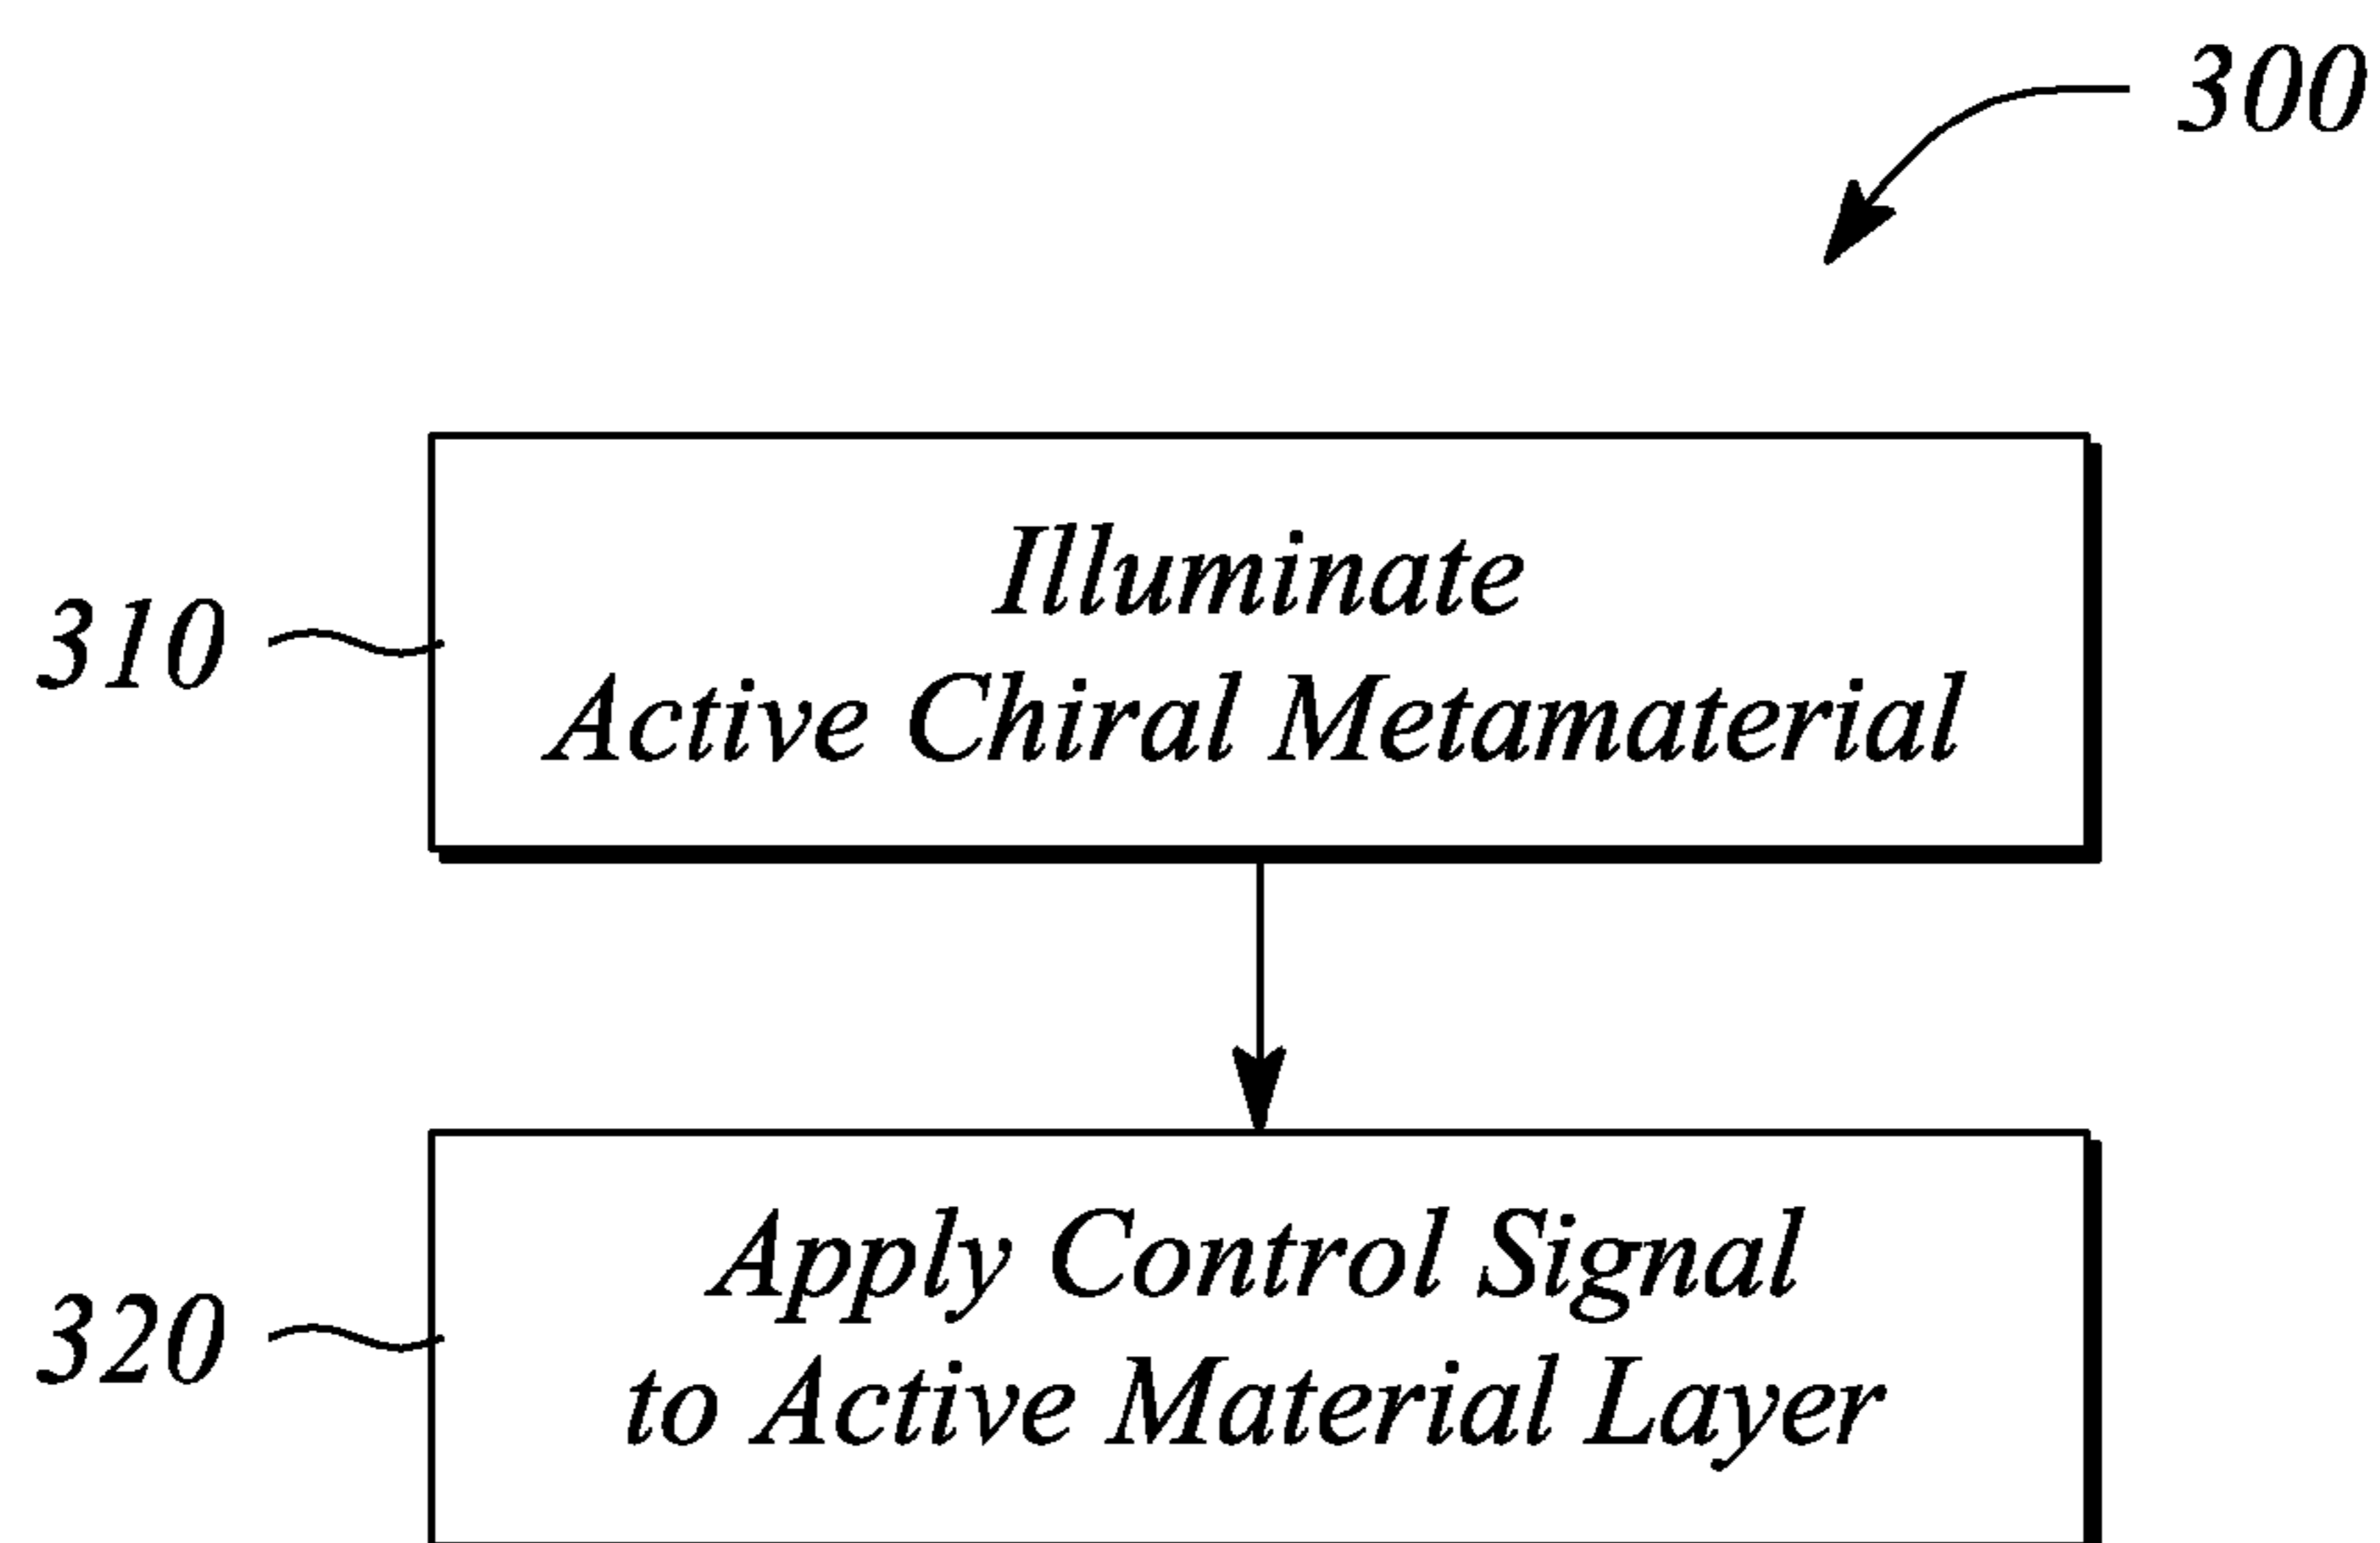 300
310
Illuminate
Active Chiral Metamaterial
320
Apply Control Signal
to Active Material Layer